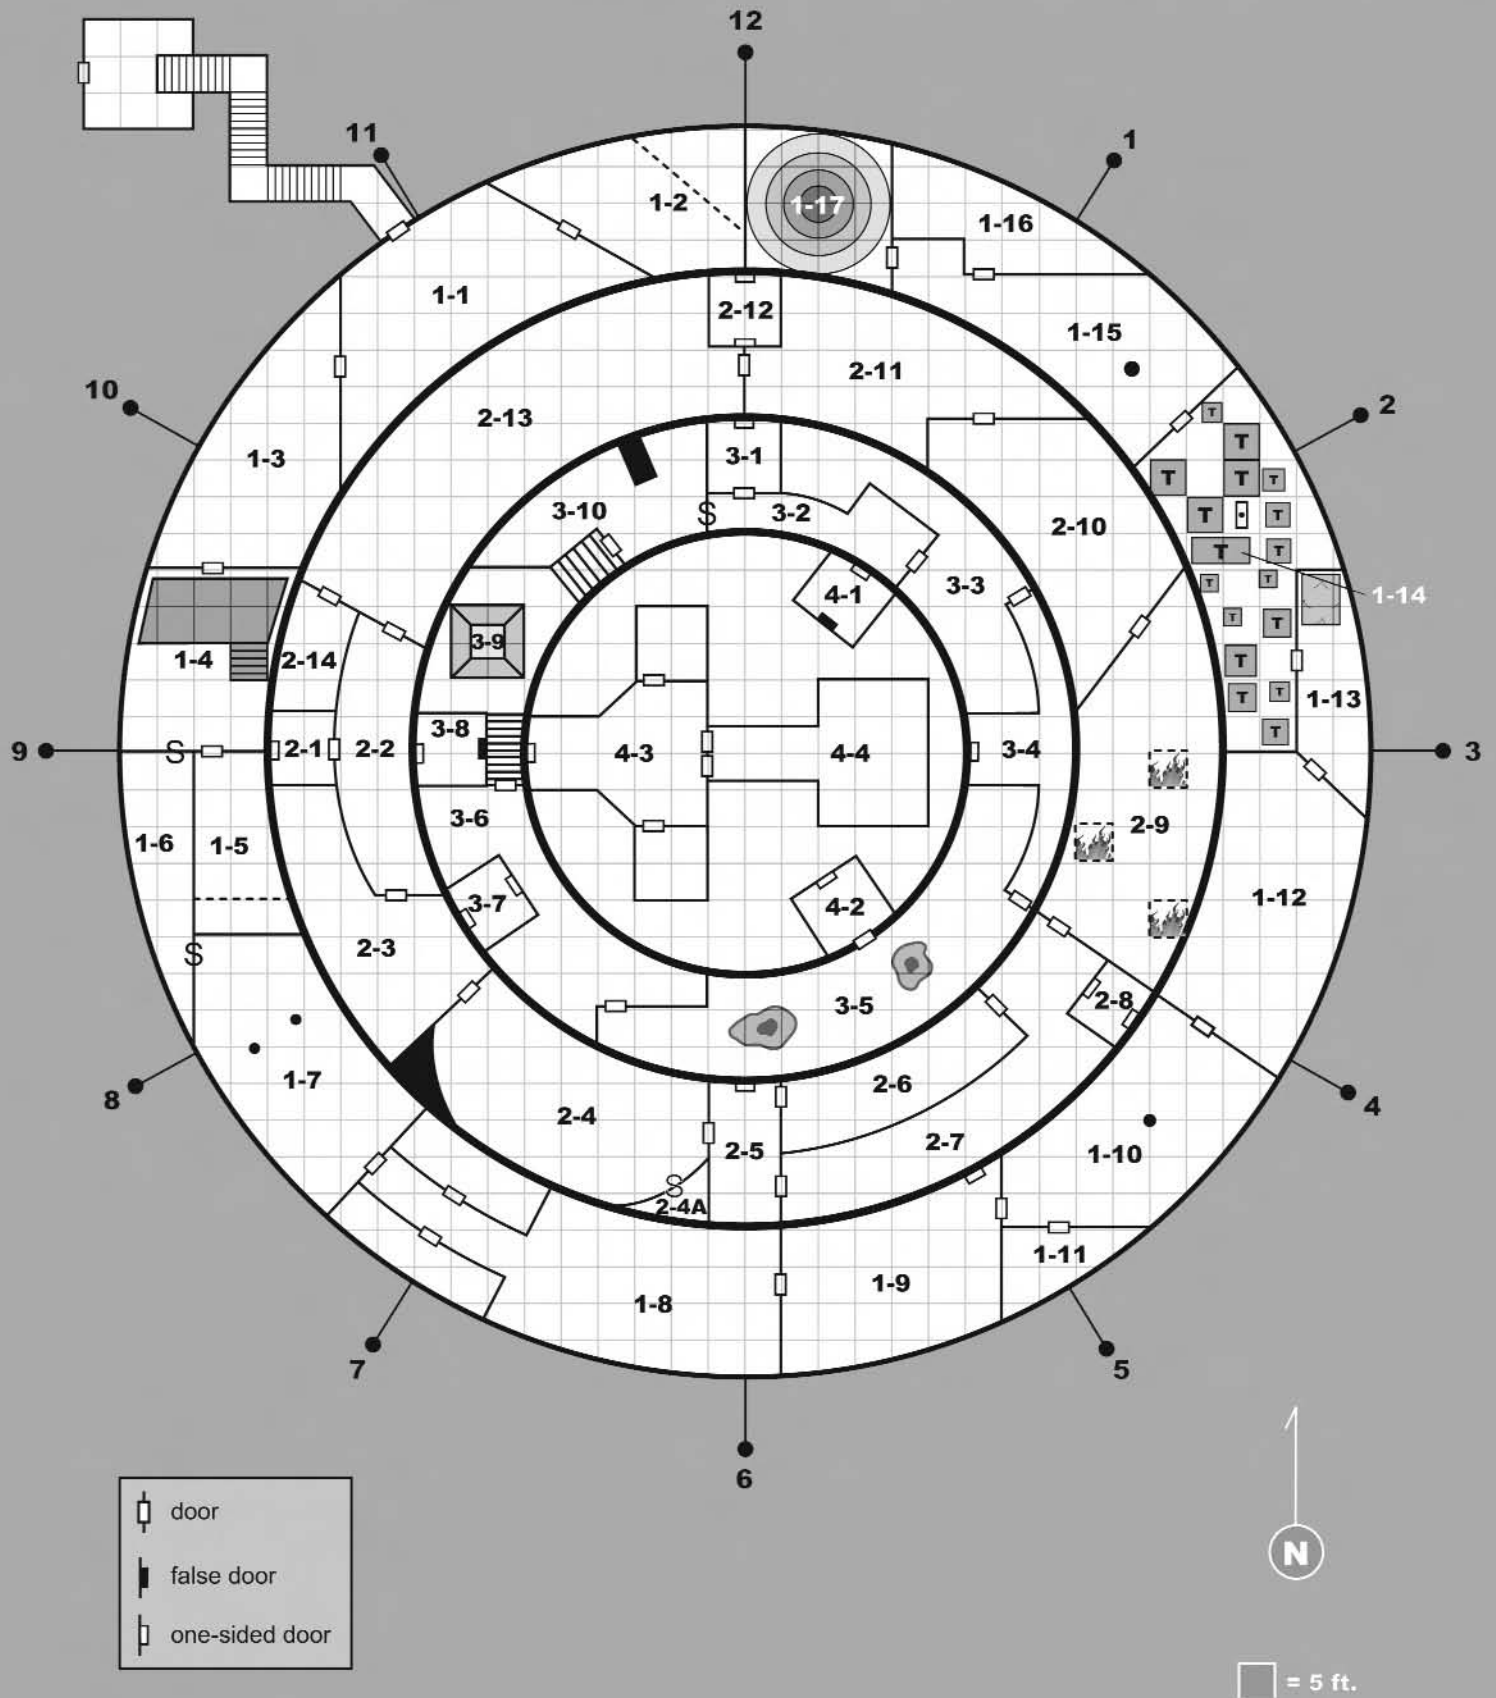 12
11
1
1-2
1-17
1-16
1-1
2-12
1-15
10
2-11
2
2-13
T
T
3-1
1-3
T
T
T
3-10
S
3-2
2-10
T
T
T
4-1
3-3
T
T
T
1-14
T
T
3-9
1-4
2-14
T
T
T
1-13
3-8
9
S
2-1
2-2
4-3
4-4
3-4
3
3-6
2-9
1-6
1-5
3-7
4-2
1-12
2-3
S
3-5
2-8
1-7
2-6
8
4
2-4
2-5
2-7
1-10
S
2-4A
1-11
1-9
1-8
7
5
6
door
false door
one-sided door
N
= 5 ft.